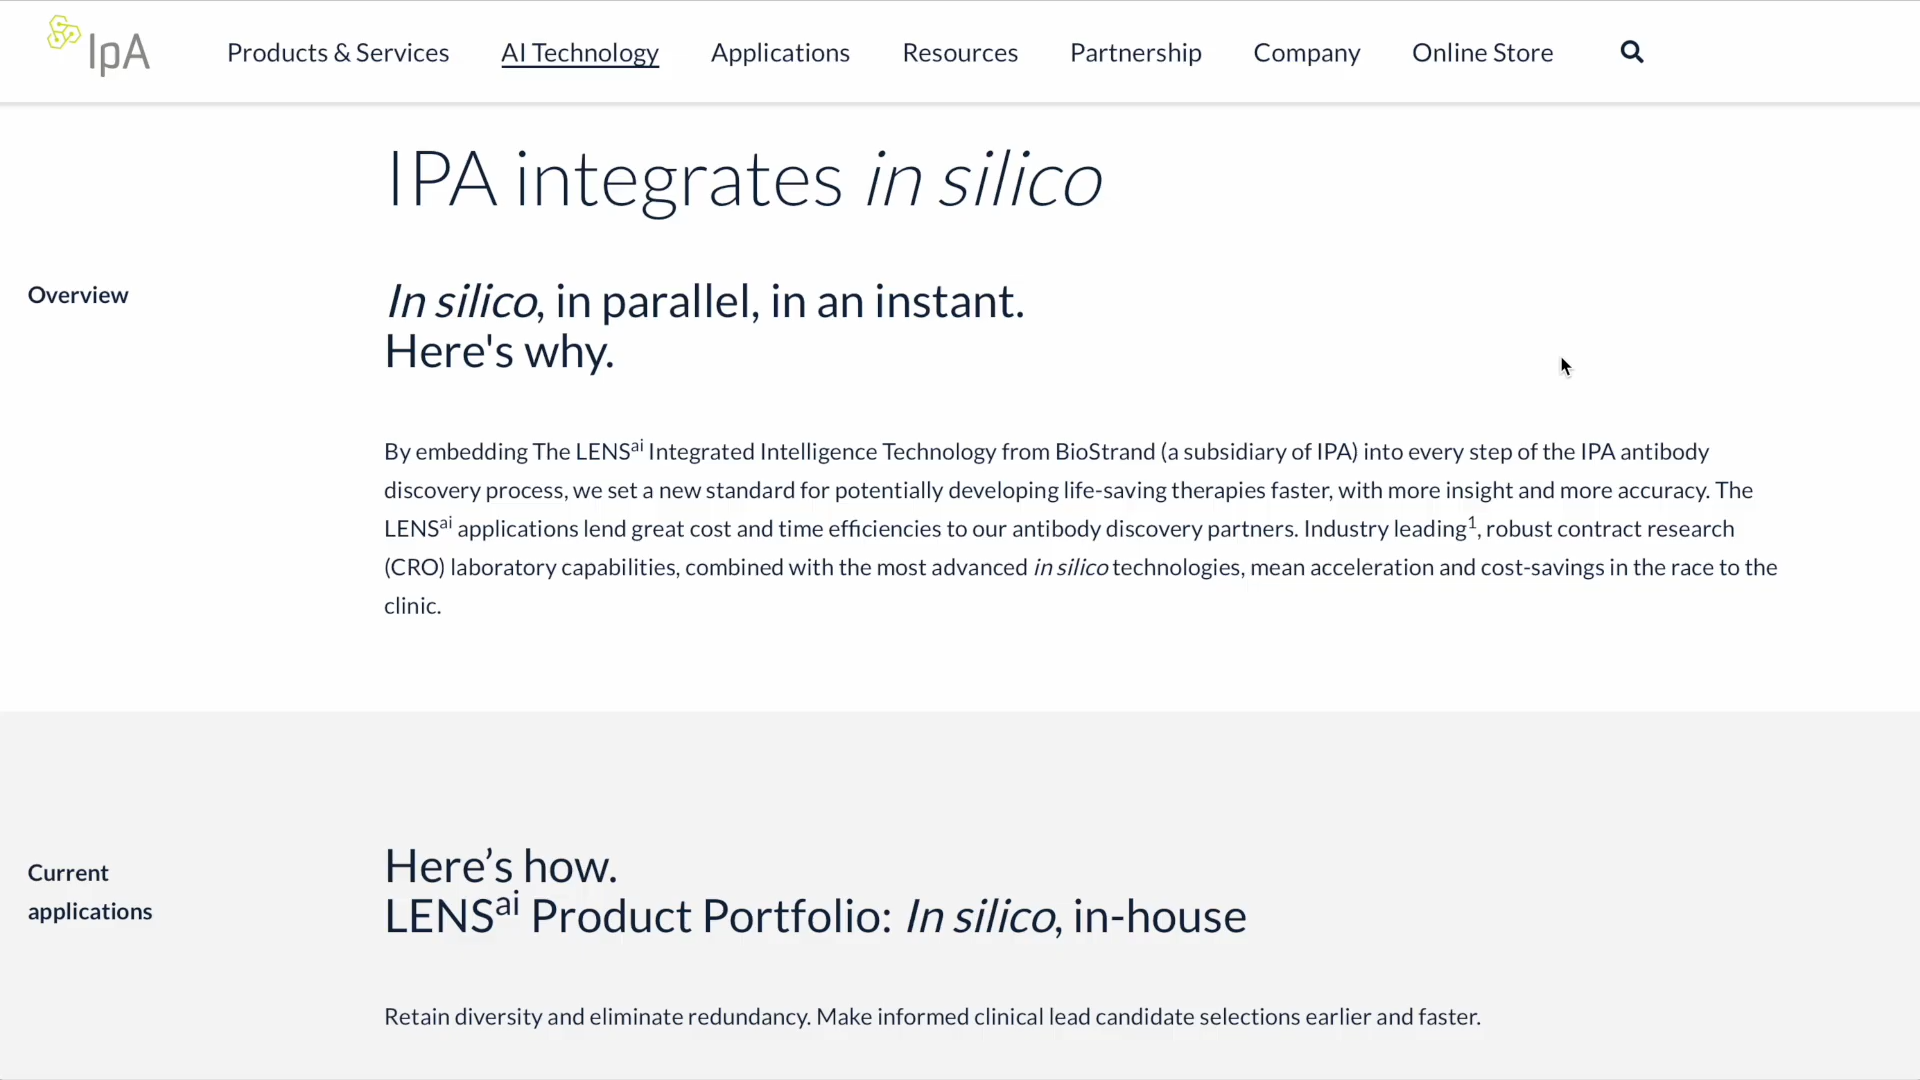 IpA
Products & Services
AI Technology
Applications
Resources
Partnership
Company
Online Store
IPA integrates in silico
Overview
In silico, in parallel, in an instant.
Here's why.
By embedding The LENSai Integrated Intelligence Technology from BioStrand (a subsidiary of IPA) into every step of the IPA antibody
discovery process, we set a new standard for potentially developing life-saving therapies faster, with more insight and more accuracy. The
LENSai applications lend great cost and time efficiencies to our antibody discovery partners. Industry leading1, robust contract research
(CRO) laboratory capabilities, combined with the most advanced in silico technologies, mean acceleration and cost-savings in the race to the
clinic.
Current
applications
Here’s how.
LENSai Product Portfolio: In silico, in-house
Retain diversity and eliminate redundancy. Make informed clinical lead candidate selections earlier and faster.